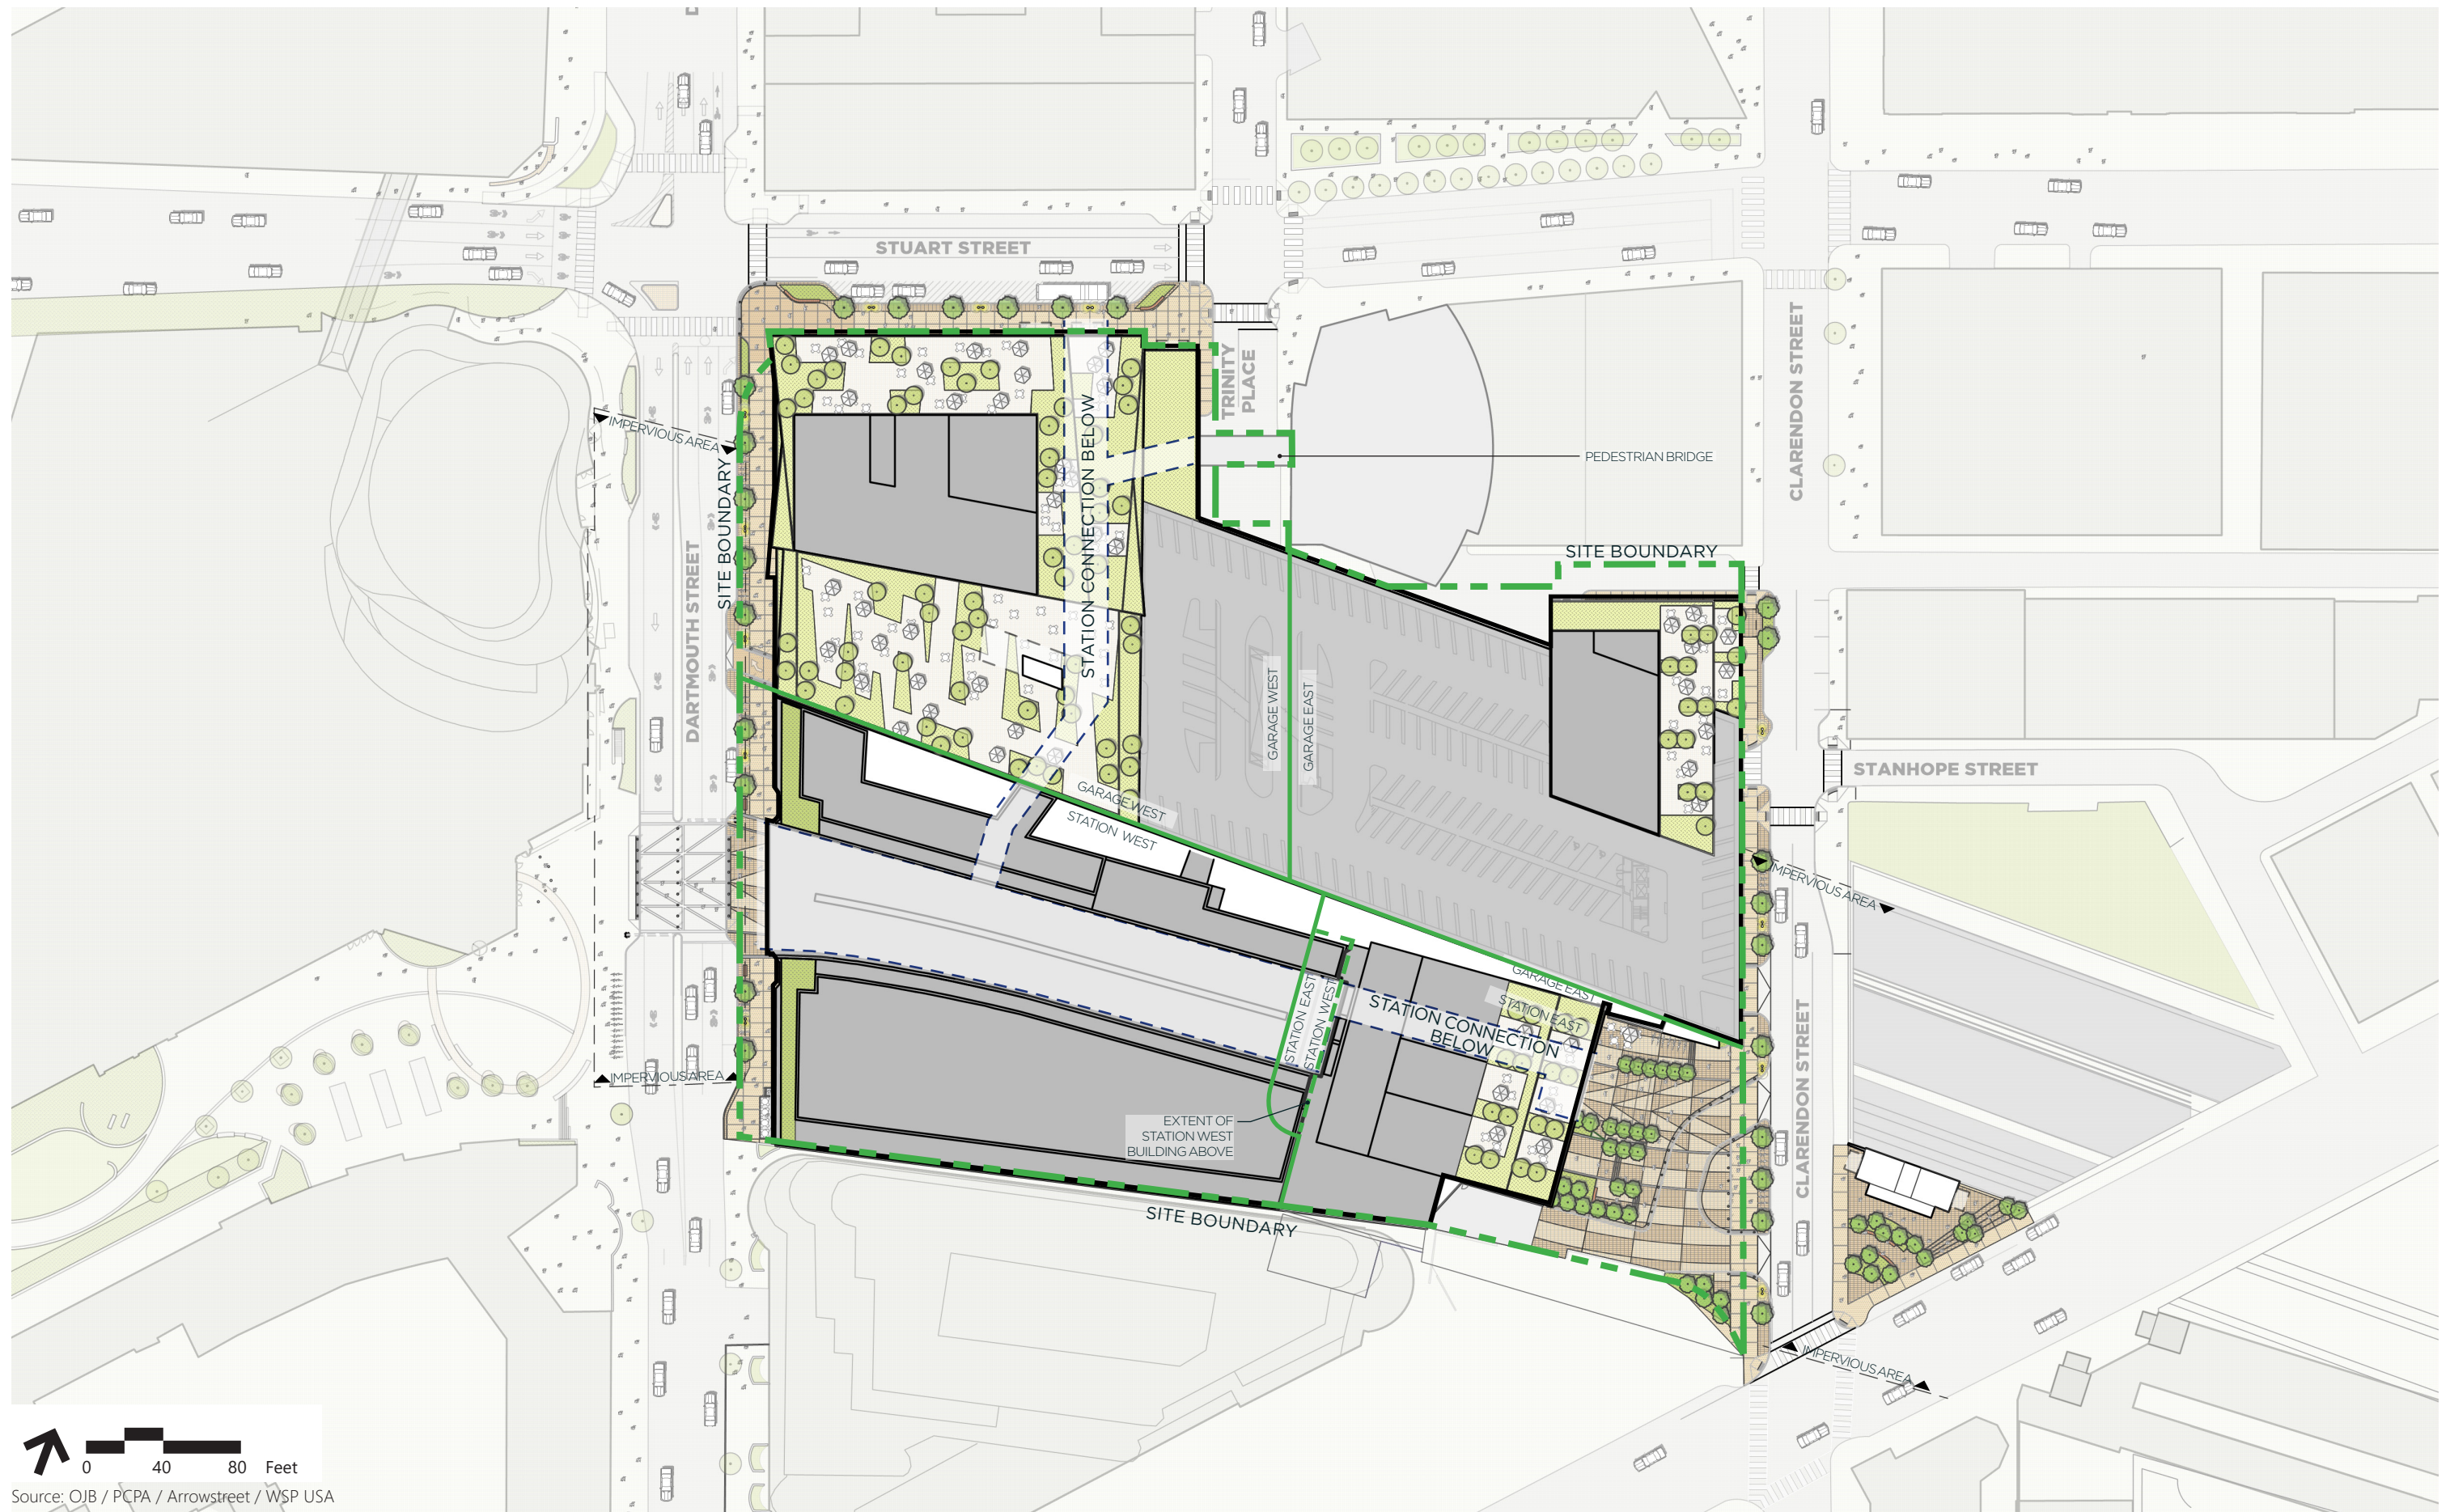 STUART STREET
TRINITY
PLACE
CLARENDON STREET
IMPERVIOUS AREA
PEDESTRIAN BRIDGE
SITE BOUNDARY
STATION CONNECTION BELOW
SITE BOUNDARY
DARTMOUTH STREET
GARAGE WEST
GARAGE EAST
STANHOPE STREET
GARAGE WEST
STATION WEST
IMPERVIOUS AREA
GARAGE EAST
STATION EAST
STATION EAST
STATION WEST
STATION CONNECTION
BELOW
IMPERVIOUS AREA
CLARENDON STREET
EXTENT OF
STATION WEST
BUILDING ABOVE
SITE BOUNDARY
IMPERVIOUS AREA
0 40 80 Feet
Source: OJB / PCPA / Arrowstreet / WSP USA